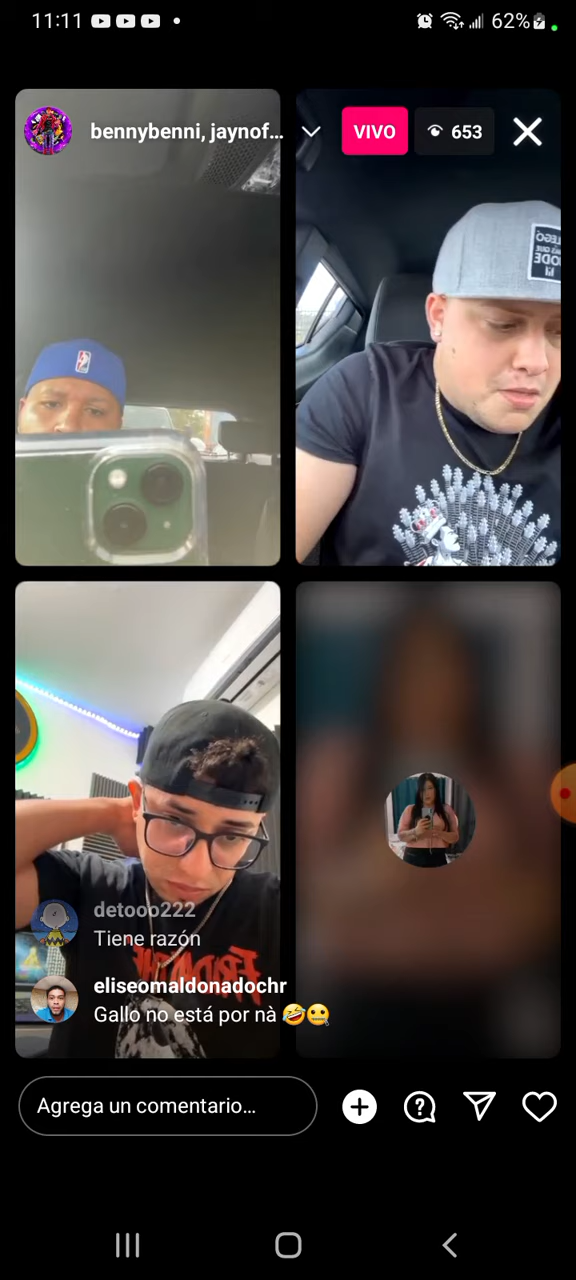 11:11
62%
bennybenni, jaynof...
VIVO
653
detooo222
Tiene razón
eliseomaldonadochr
Gallo no está por nà 🤣🤐
Agrega un comentario...